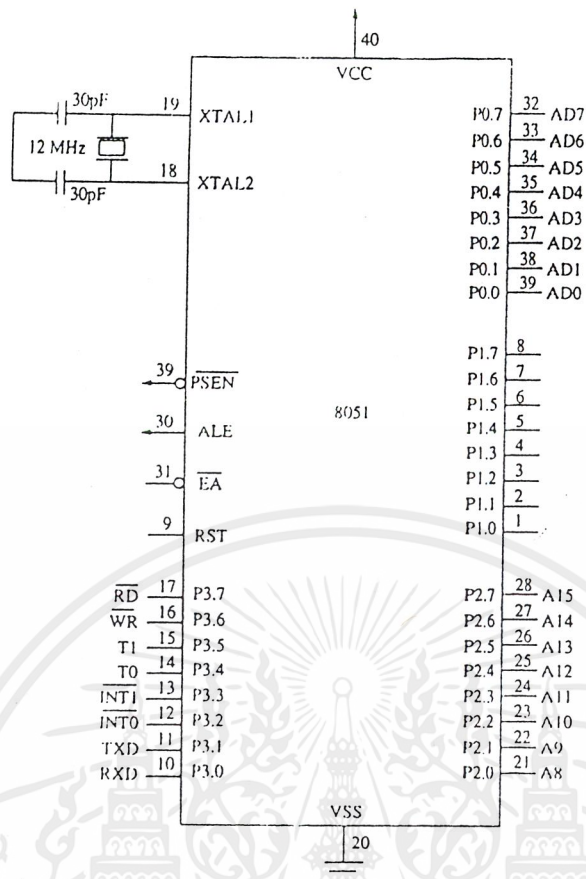 40
VCC
30pF
19
XTAL1
12 MHz
18
XTAL2
30pF
P0.7 32 AD7
P0.6 33 AD6
P0.5 34 AD5
P0.4 35 AD4
P0.3 36 AD3
P0.2 37 AD2
P0.1 38 AD1
P0.0 39 AD0
39 PSEN
30 ALE
31 EA
9 RST
8051
P1.7 8
P1.6 7
P1.5 6
P1.4 5
P1.3 4
P1.2 3
P1.1 2
P1.0 1
RD 17 P3.7
WR 16 P3.6
T1 15 P3.5
T0 14 P3.4
INT1 13 P3.3
INT0 12 P3.2
TXD 11 P3.1
RXD 10 P3.0
P2.7 28 A15
P2.6 27 A14
P2.5 26 A13
P2.4 25 A12
P2.3 24 A11
P2.2 23 A10
P2.1 22 A9
P2.0 21 A8
VSS
20